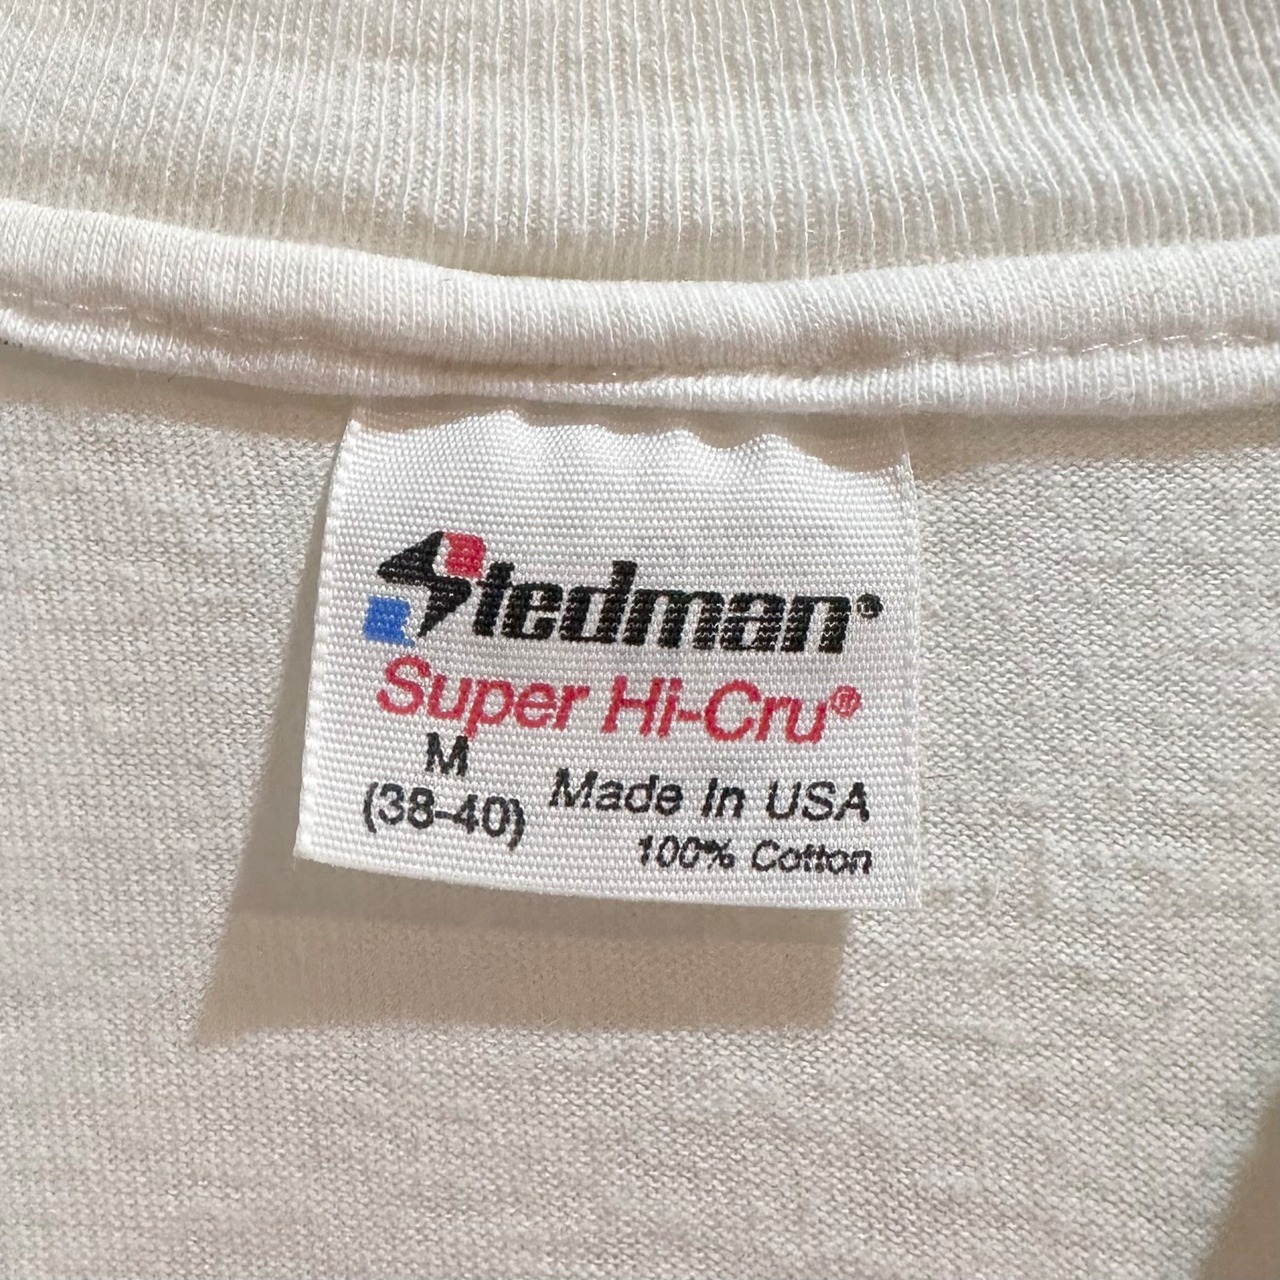 Stedman®
Super Hi-Cru®
M
(38-40)
Made In USA
100% Cotton